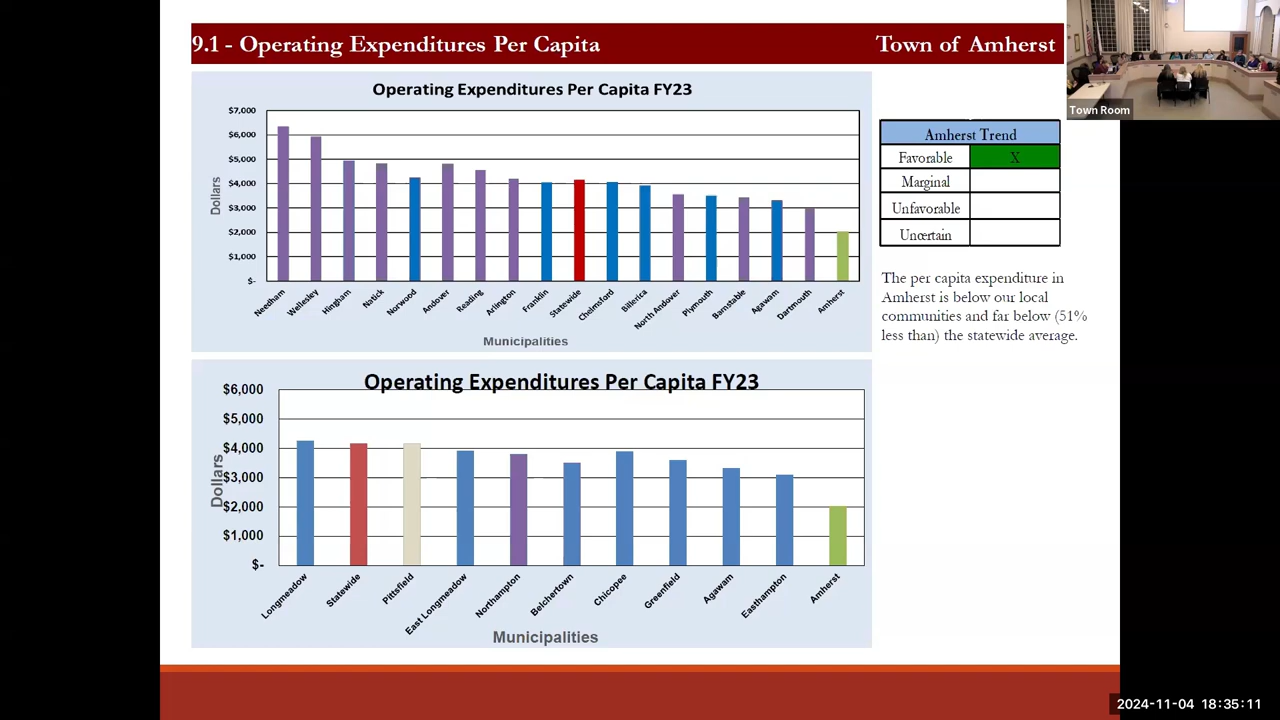 9.1 - Operating Expenditures Per Capita
Town of Amherst
Town Room
Operating Expenditures Per Capita FY23
$7,000
$6,000
$5,000
$4,000
$3,000
$2,000
$1,000
$-
Dollars
Needham
Wellesley
Hingham
Natick
Norwood
Andover
Reading
Arlington
Franklin
Statewide
Chelmsford
Billerica
North Andover
Plymouth
Barnstable
Agawam
Dartmouth
Amherst
Municipalities
Amherst Trend
Favorable X
Marginal
Unfavorable
Uncertain
The per capita expenditure in
Amherst is below our local
communities and far below (51%
less than) the statewide average.
Operating Expenditures Per Capita FY23
$6,000
$5,000
$4,000
$3,000
$2,000
$1,000
$-
Dollars
Longmeadow
Statewide
Pittsfield
East Longmeadow
Northampton
Belchertown
Chicopee
Greenfield
Agawam
Easthampton
Amherst
Municipalities
2024-11-04 18:35:11